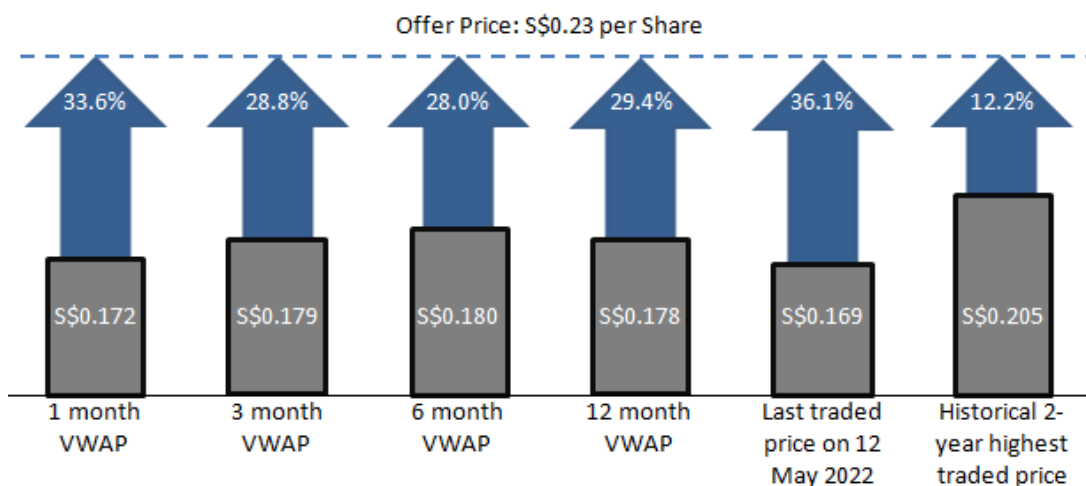 Offer Price: S$0.23 per Share
33.6%
28.8%
28.0%
29.4%
36.1%
12.2%
S$0.172
S$0.179
S$0.180
S$0.178
S$0.169
S$0.205
1 month
VWAP
3 month
VWAP
6 month
VWAP
12 month
VWAP
Last traded
price on 12
May 2022
Historical 2-
year highest
traded price